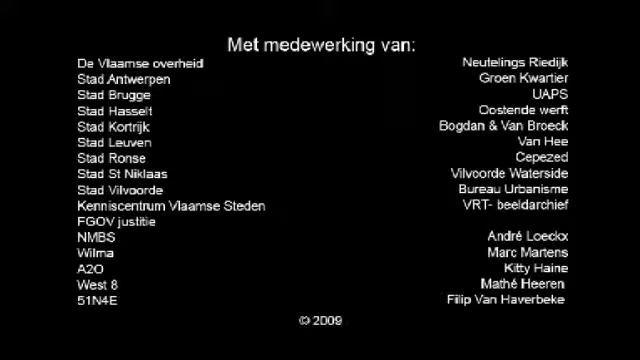 Met medewerking van:
De Vlaamse overheid
Stad Antwerpen
Stad Brugge
Stad Hasselt
Stad Kortrijk
Stad Leuven
Stad Ronse
Stad St Niklaas
Stad Vilvoorde
Kenniscentrum Vlaamse Steden
FGOV justitie
NMBS
Wilma
A2O
West 8
51N4E
Neutelings Riedijk
Groen Kwartier
UAPS
Oostende werft
Bogdan & Van Broeck
Van Hee
Cepezed
Vilvoorde Waterside
Bureau Urbanisme
VRT- beeldarchief
André Loeckx
Marc Martens
Kitty Haine
Mathé Heeren
Filip Van Haverbeke
© 2009